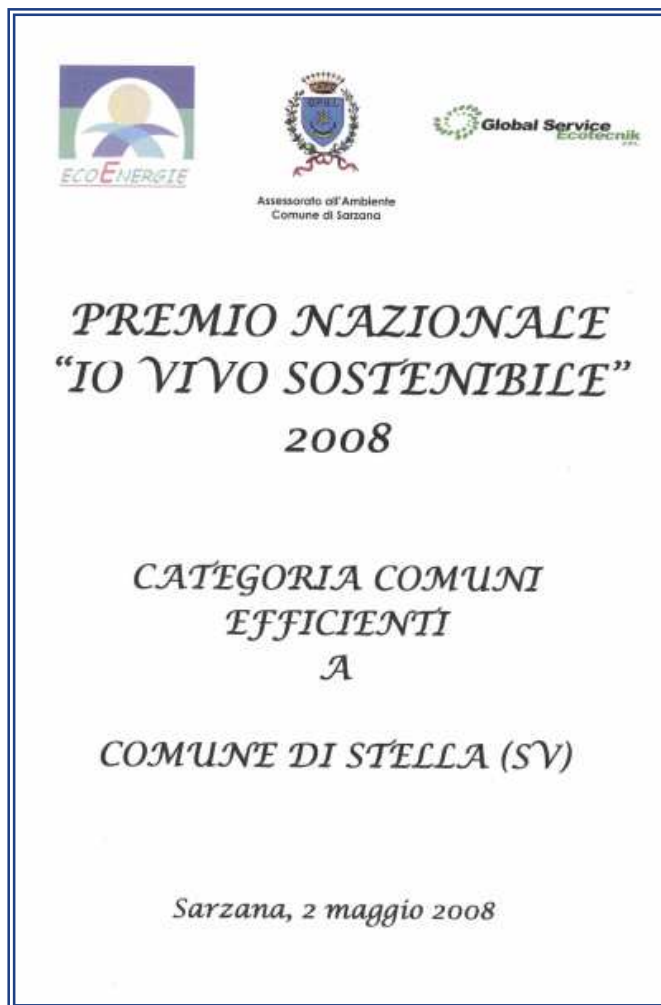 ECOENERGIE
Assessorato all'Ambiente
Comune di Sarzana
Global Service
Ecotecnik
PREMIO NAZIONALE
“IO VIVO SOSTENIBILE”
2008
CATEGORIA COMUNI
EFFICIENTI
A
COMUNE DI STELLA (SV)
Sarzana, 2 maggio 2008